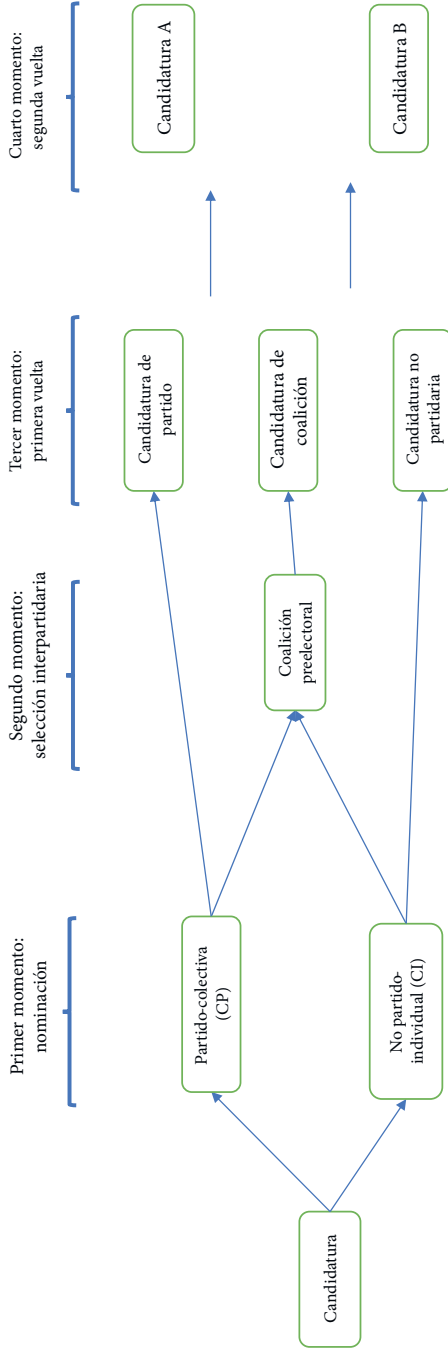 Primer momento:
nominación
Segundo momento:
selección interpartidaria
Tercer momento:
primera vuelta
Cuarto momento:
segunda vuelta
Candidatura
Partido-colectiva
(CP)
No partido-
individual (CI)
Coalición
preelectoral
Candidatura de
partido
Candidatura de
coalición
Candidatura no
partidaria
Candidatura A
Candidatura B